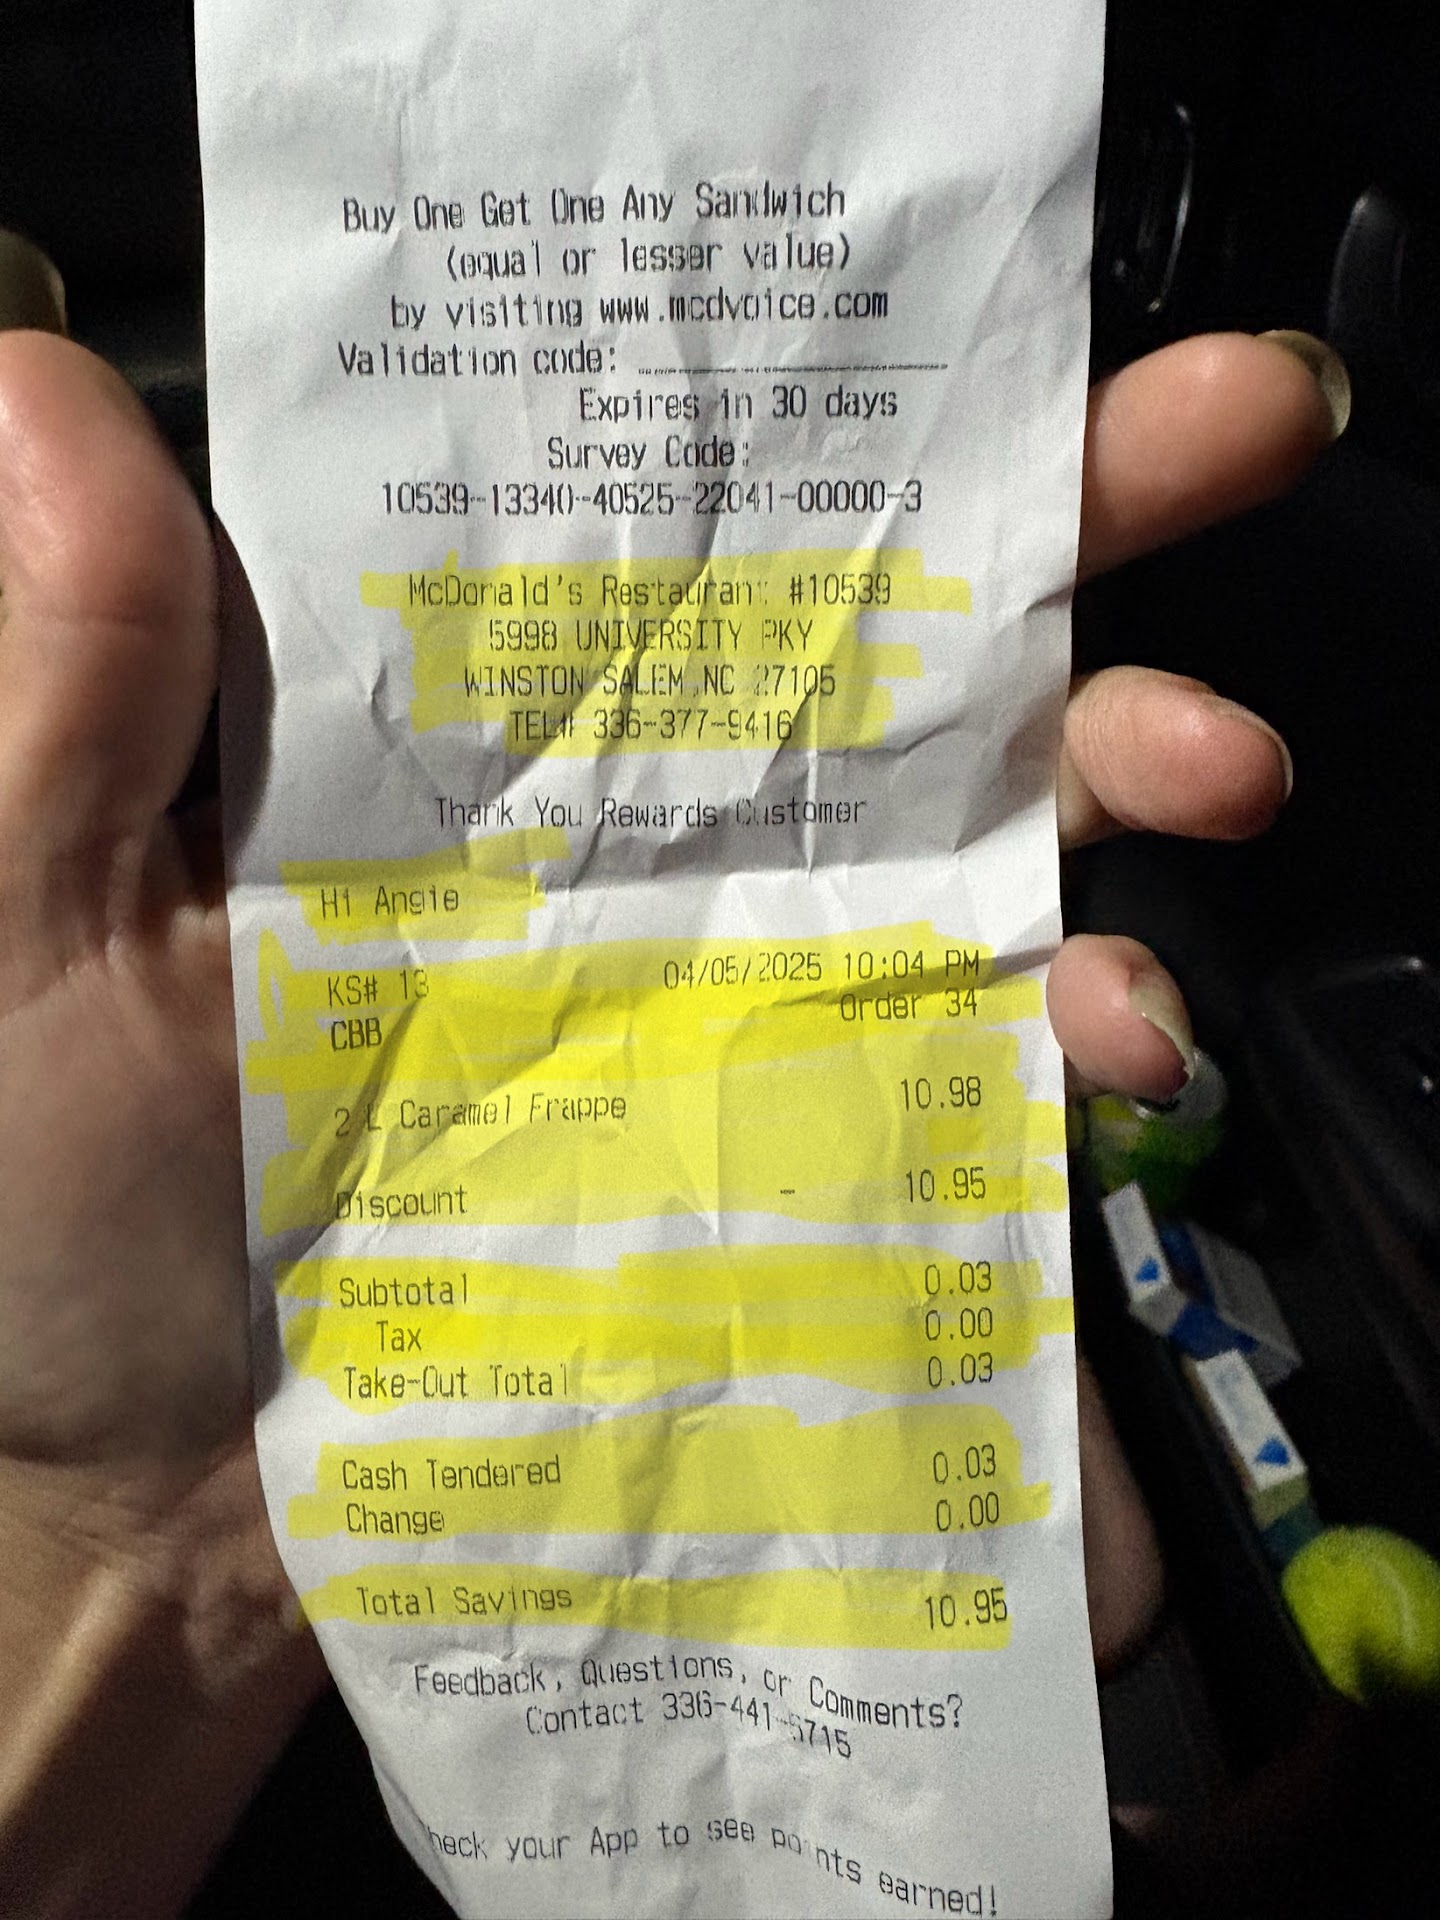 Buy One Get One Any Sandwich
(equal or lesser value)
by visiting www.mcdvoice.com
Validation code: ____________
Expires in 30 days
Survey Code:
10539-13340-40525-22041-00000-3
McDonald's Restaurant #10539
5998 UNIVERSITY PKY
WINSTON SALEM,NC 27105
TEL# 336-377-9416
Thank You Rewards Customer
Hi Angie
KS# 13 04/05/2025 10:04 PM
CBB Order 34
2 L Caramel Frappe 10.98
Discount - 10.95
Subtotal 0.03
Tax 0.00
Take-Out Total 0.03
Cash Tendered 0.03
Change 0.00
Total Savings 10.95
Feedback, Questions, or Comments?
Contact 336-441-5715
heck your App to see points earned!